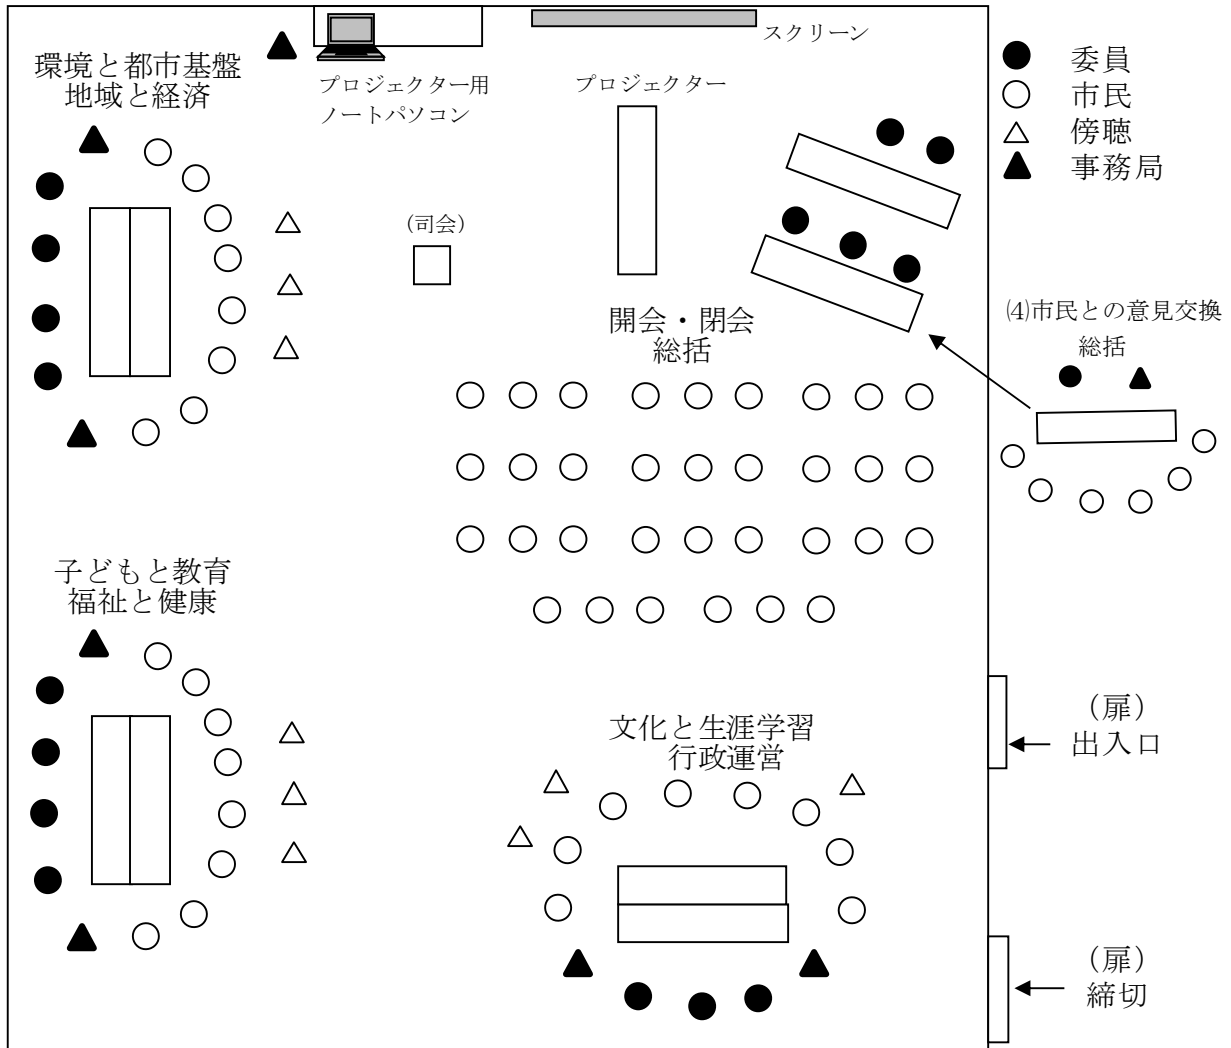 スクリーン
環境と都市基盤
地域と経済
プロジェクター用
ノートパソコン
プロジェクター
委員
市民
傍聴
事務局
(司会)
開会・閉会
総括
⑷市民との意見交換
総括
子どもと教育
福祉と健康
文化と生涯学習
行政運営
(扉)
出入口
(扉)
締切